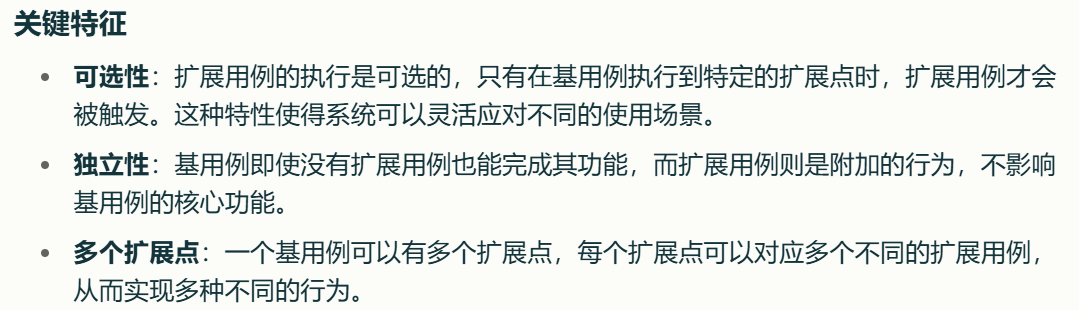 关键特征
可选性：扩展用例的执行是可选的，只有在基用例执行到特定的扩展点时，扩展用例才会
被触发。这种特性使得系统可以灵活应对不同的使用场景。
独立性：基用例即使没有扩展用例也能完成其功能，而扩展用例则是附加的行为，不影响
基用例的核心功能。
多个扩展点：一个基用例可以有多个扩展点，每个扩展点可以对应多个不同的扩展用例，
从而实现多种不同的行为。